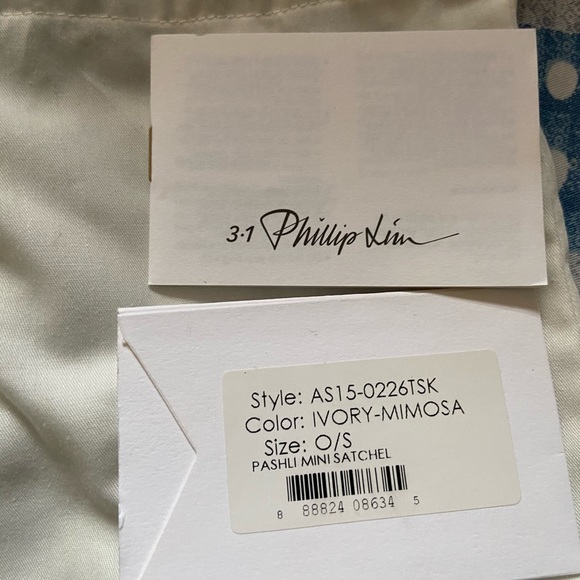 3.1 Phillip Lim
Style: AS15-0226TSK
Color: IVORY-MIMOSA
Size: O/S
PASHLI MINI SATCHEL
8 88824 08634 5